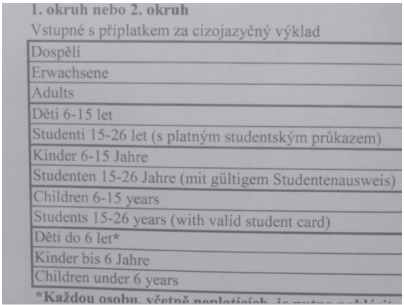 1. okruh nebo 2. okruh
Vstupné s příplatkem za cizojazyčný výklad
Dospělí
Erwachsene
Adults
Děti 6-15 let
Studenti 15-26 let (s platným studentským průkazem)
Kinder 6-15 Jahre
Studenten 15-26 Jahre (mit gültigem Studentenausweis)
Children 6-15 years
Students 15-26 years (with valid student card)
Děti do 6 let*
Kinder bis 6 Jahre
Children under 6 years
*Každou osobu, včetně neplatících, je nutno